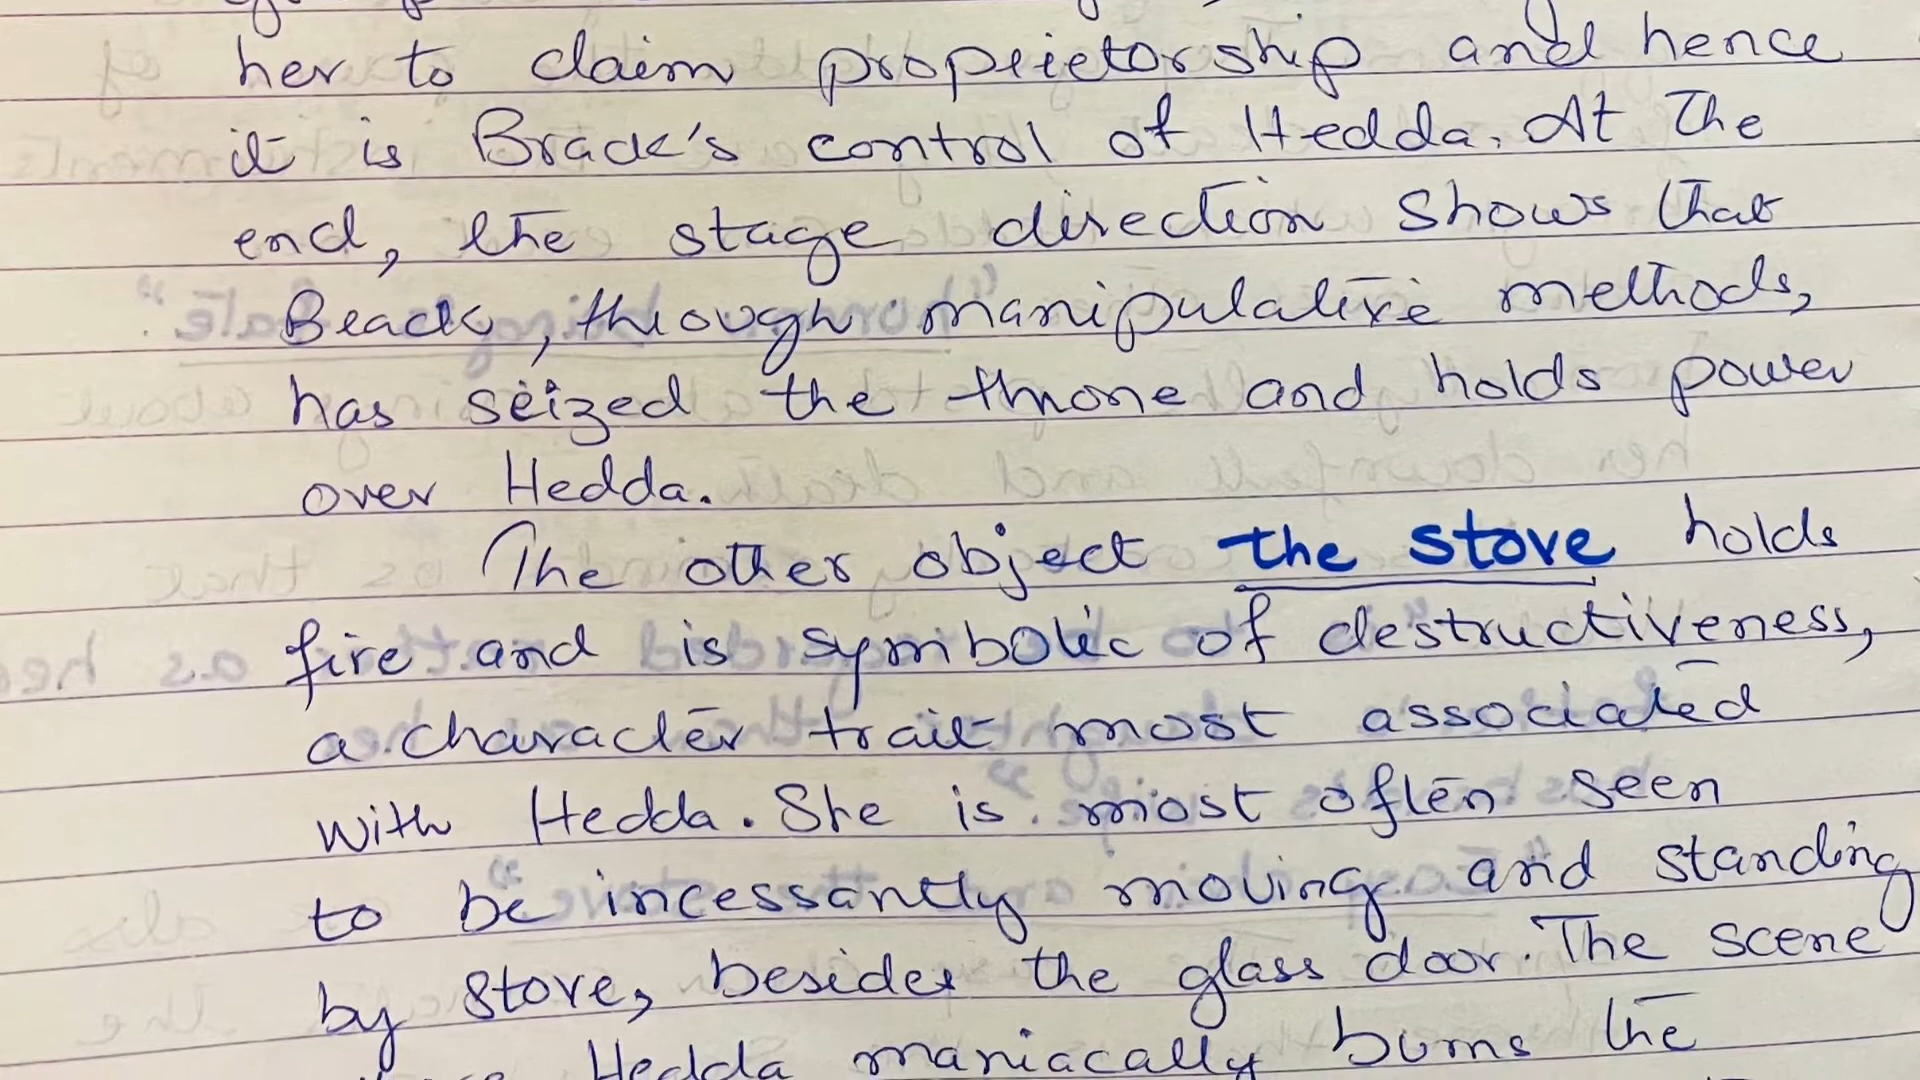 her to claim proprietorship and hence
it is Brack's control of Hedda. At the
end, the stage direction shows that
Brack, through manipulative methods,
has seized the throne and holds power
over Hedda.
The other object the stove holds
fire and is symbolic of destructiveness,
a character trait most associated
with Hedda. She is most often seen
to be incessantly moving and standing
by stove, besides the glass door. The scene
Hedda maniacally burns the